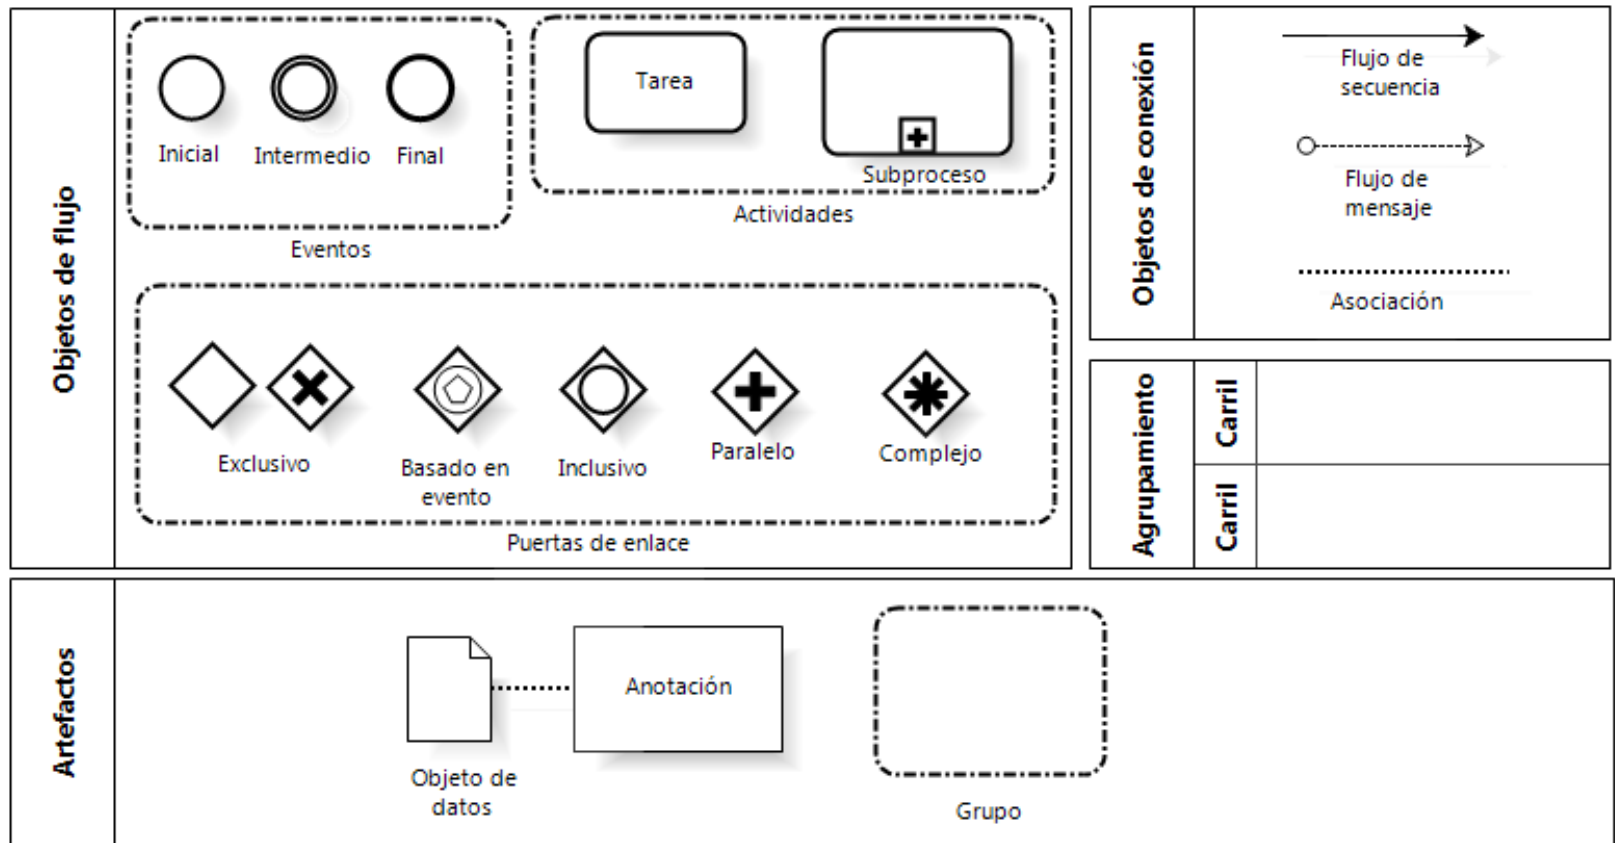 Objetos de flujo
Inicial
Intermedio
Final
Eventos
Tarea
Subproceso
Actividades
Exclusivo
Basado en
evento
Inclusivo
Paralelo
Complejo
Puertas de enlace
Objetos de conexión
Flujo de
secuencia
Flujo de
mensaje
Asociación
Agrupamiento
Carril
Carril
Artefactos
Objeto de
datos
Anotación
Grupo